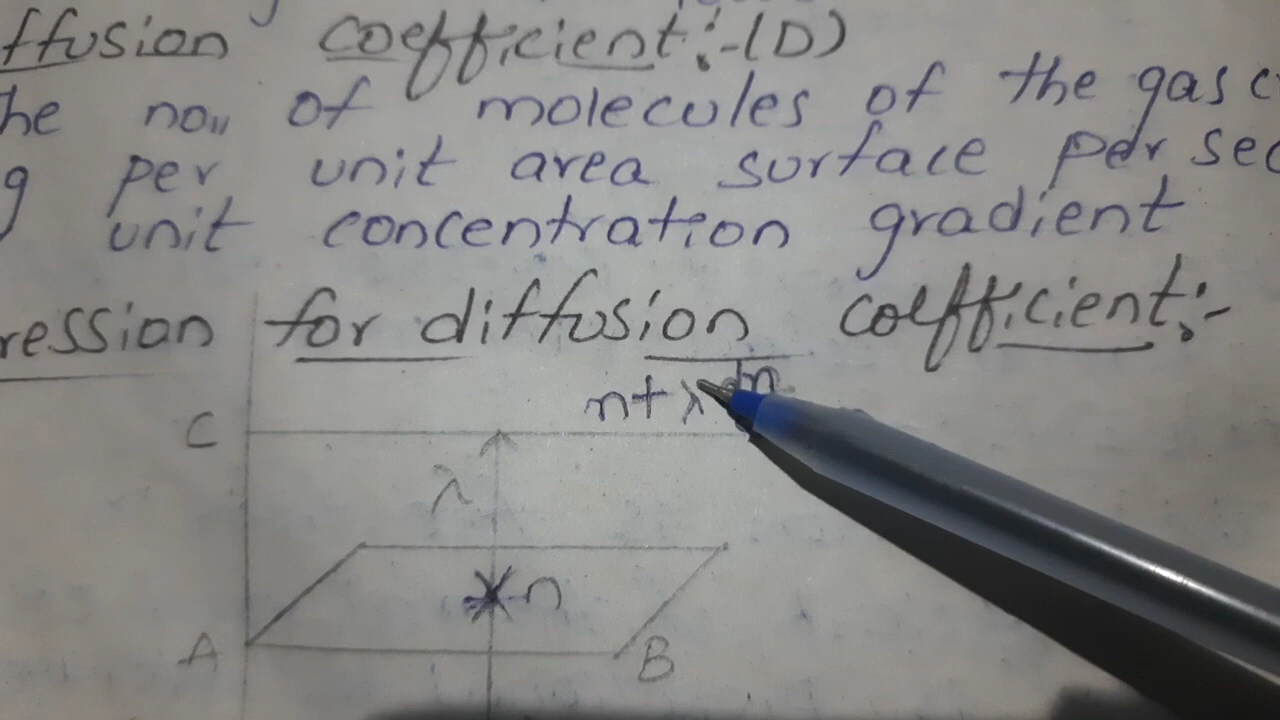 ffusion coefficient:-(D)
he no,, of molecules of the gas c
g per unit area surface per sec
unit concentration gradient
ression for diffusion coefficient:-
n+λ dn
C
λ
n
A
B